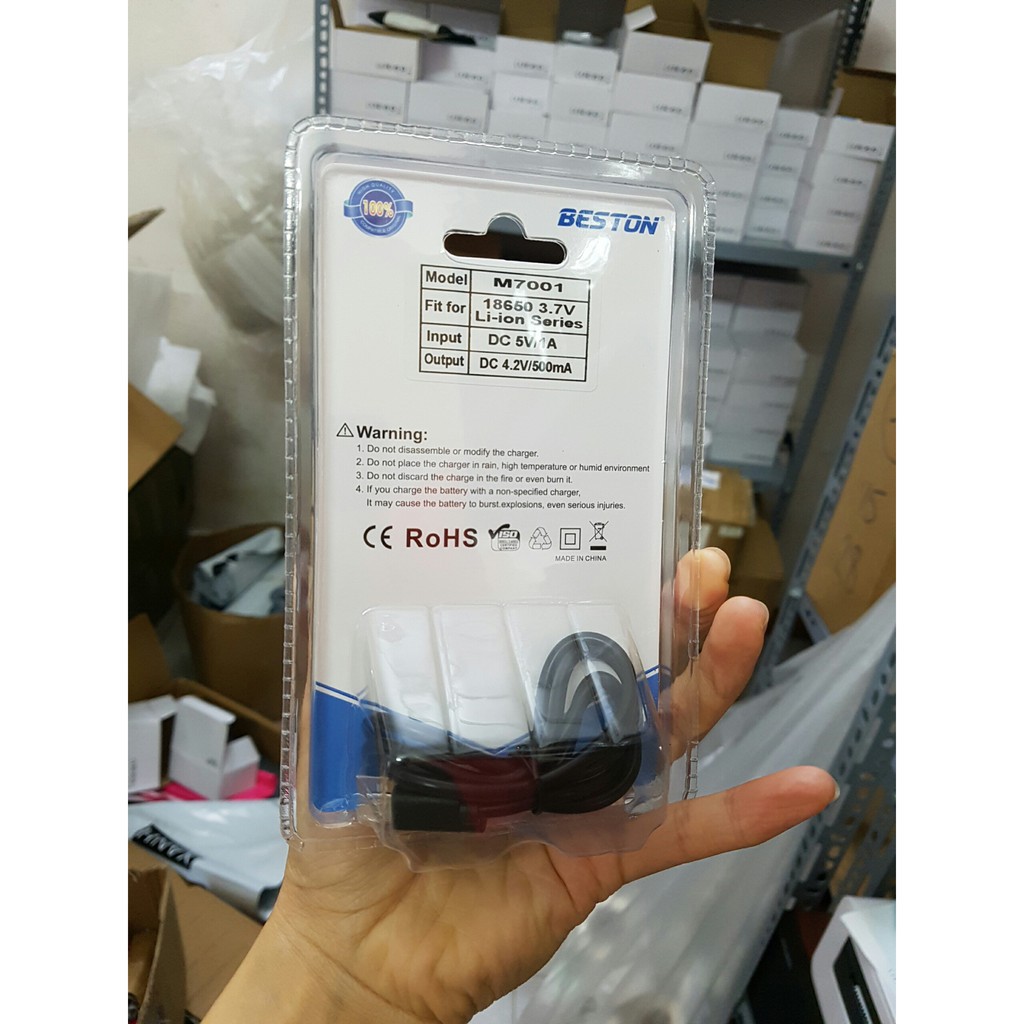 HIGH QUALITY
100%
BESTON
Model M7001
Fit for 18650 3.7V
Li-ion Series
Input DC 5V/1A
Output DC 4.2V/500mA
Warning:
1. Do not disassemble or modify the charger.
2. Do not place the charger in rain, high temperature or humid environment
3. Do not discard the charge in the fire or even burn it.
4. If you charge the battery with a non-specified charger,
It may cause the battery to burst.explosions, even serious injuries.
CE RoHS ISO
MADE IN CHINA